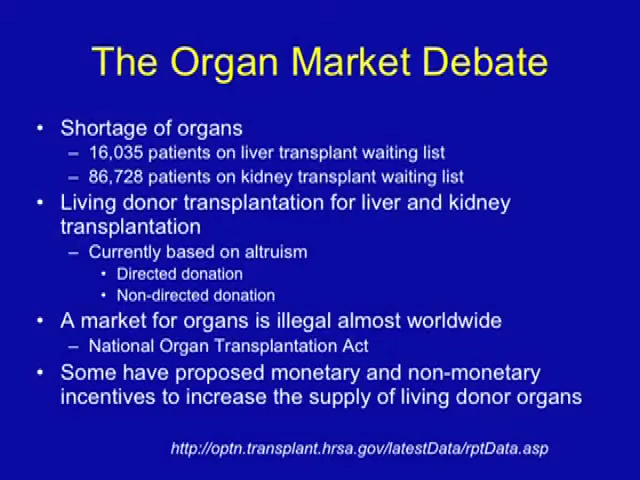 The Organ Market Debate
• Shortage of organs
– 16,035 patients on liver transplant waiting list
– 86,728 patients on kidney transplant waiting list
• Living donor transplantation for liver and kidney
transplantation
– Currently based on altruism
• Directed donation
• Non-directed donation
• A market for organs is illegal almost worldwide
– National Organ Transplantation Act
• Some have proposed monetary and non-monetary
incentives to increase the supply of living donor organs
http://optn.transplant.hrsa.gov/latestData/rptData.asp